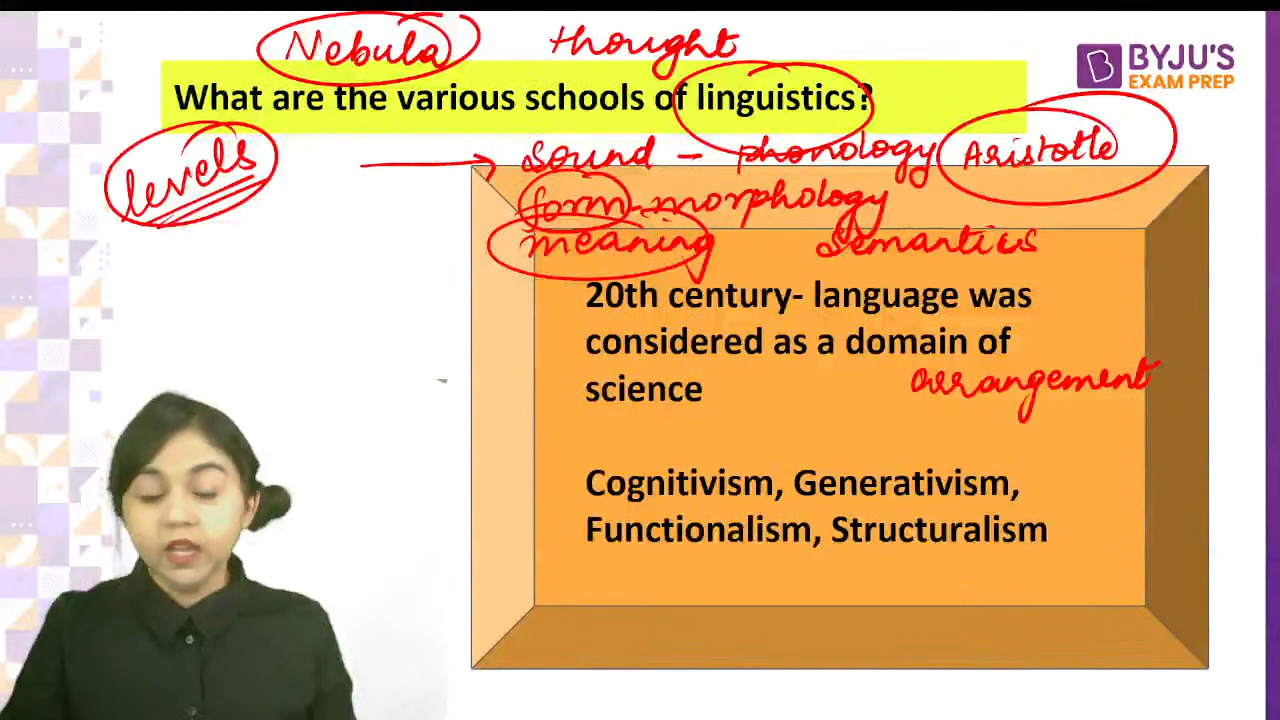 Nebula thought
BYJU'S
EXAM PREP
What are the various schools of linguistics?
levels
Sound - phonology Aristotle
form - morphology
meaning Semantics
20th century- language was
considered as a domain of
science
arrangement
Cognitivism, Generativism,
Functionalism, Structuralism